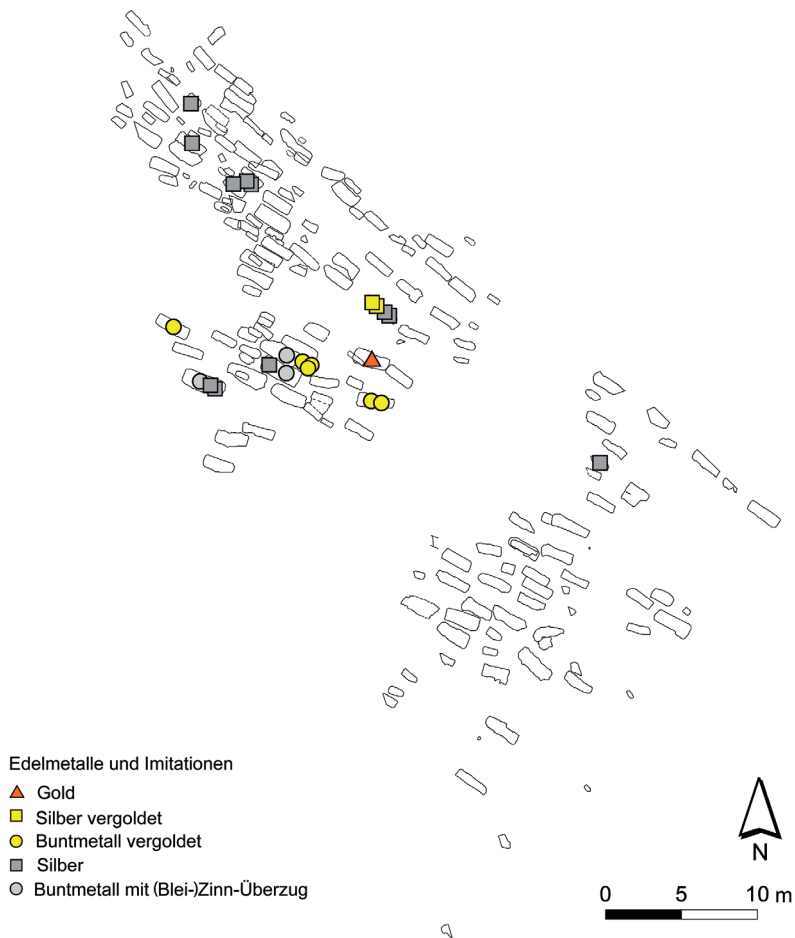 Edelmetalle und Imitationen
Gold
Silber vergoldet
Buntmetall vergoldet
Silber
Buntmetall mit (Blei-)Zinn-Überzug
N
0 5 10 m